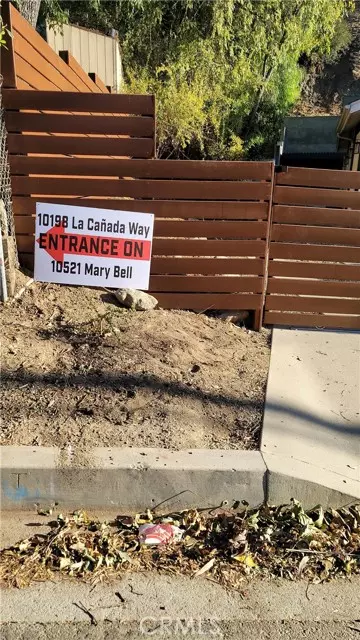 10198 La Cañada Way
ENTRANCE ON
10521 Mary Bell
CRMLS